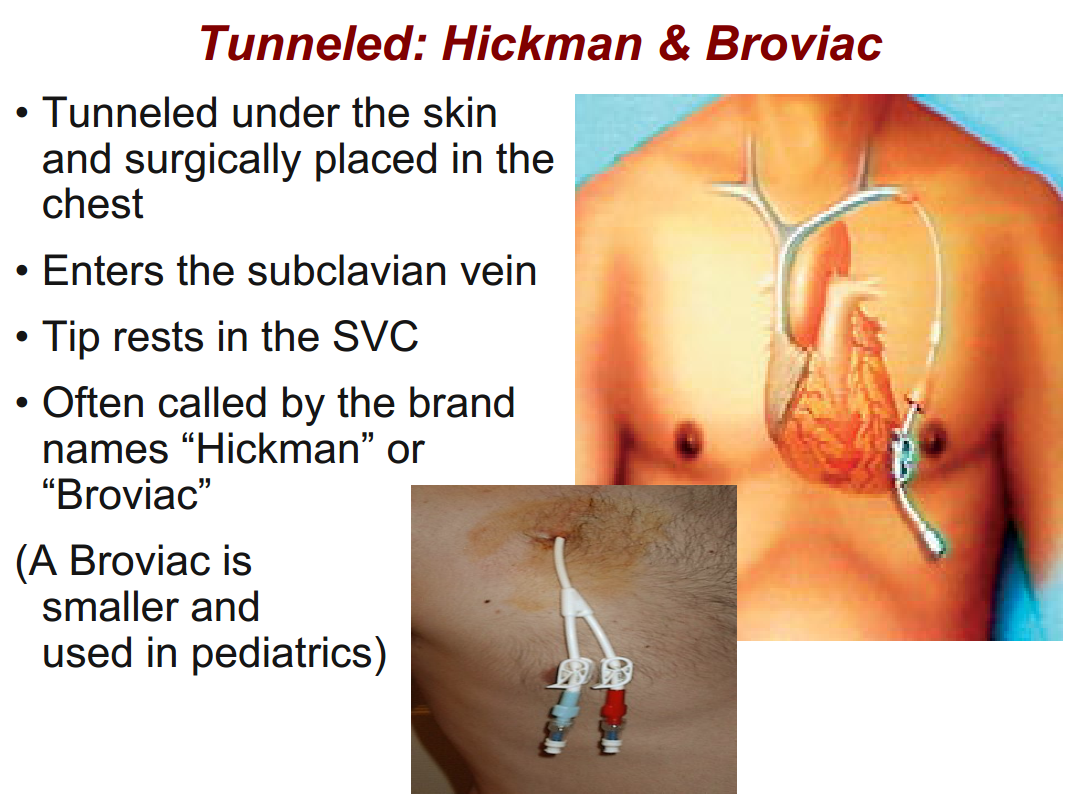 Tunneled: Hickman & Broviac
• Tunneled under the skin
and surgically placed in the
chest
• Enters the subclavian vein
• Tip rests in the SVC
• Often called by the brand
names “Hickman” or
“Broviac”
(A Broviac is
smaller and
used in pediatrics)